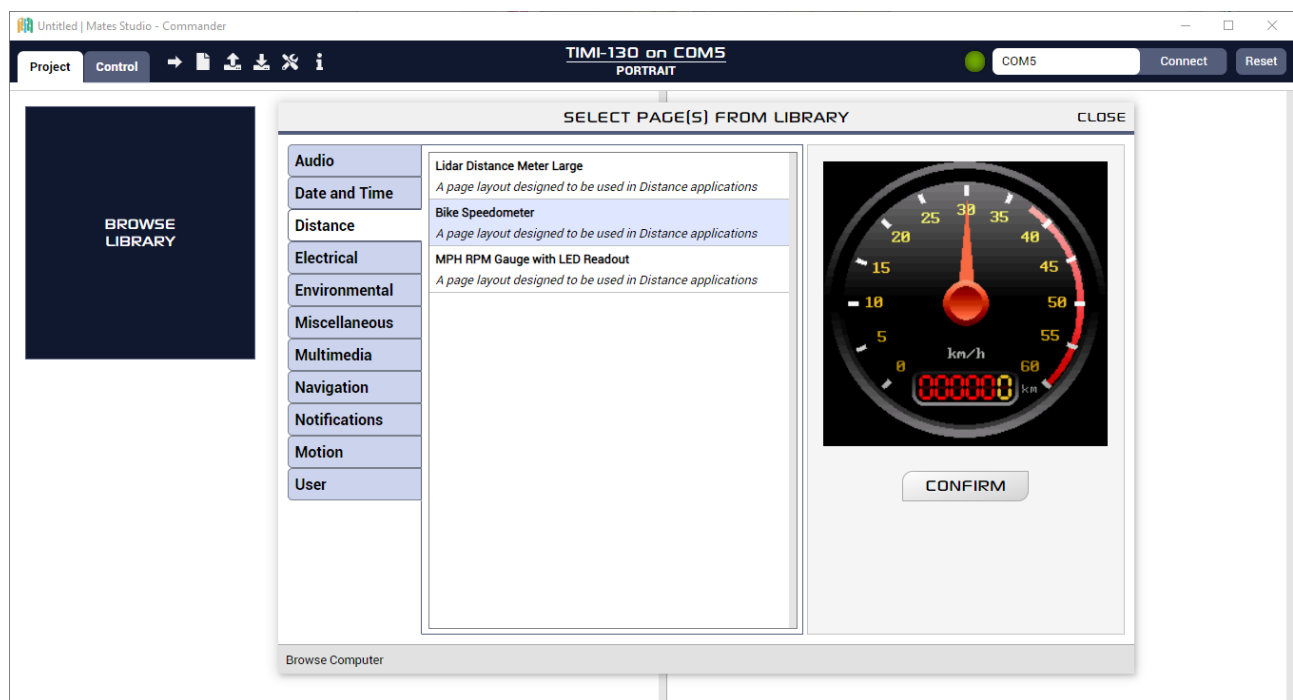 Untitled | Mates Studio - Commander
Project Control i TIMI-130 on COM5 COM5 Connect Reset
PORTRAIT
SELECT PAGE(S) FROM LIBRARY CLOSE
BROWSE
LIBRARY
Audio
Date and Time
Distance
Electrical
Environmental
Miscellaneous
Multimedia
Navigation
Notifications
Motion
User
Lidar Distance Meter Large
A page layout designed to be used in Distance applications
Bike Speedometer
A page layout designed to be used in Distance applications
MPH RPM Gauge with LED Readout
A page layout designed to be used in Distance applications
0
5
10
15
20
25
30
35
40
45
50
55
60
km/h
000000 km
CONFIRM
Browse Computer